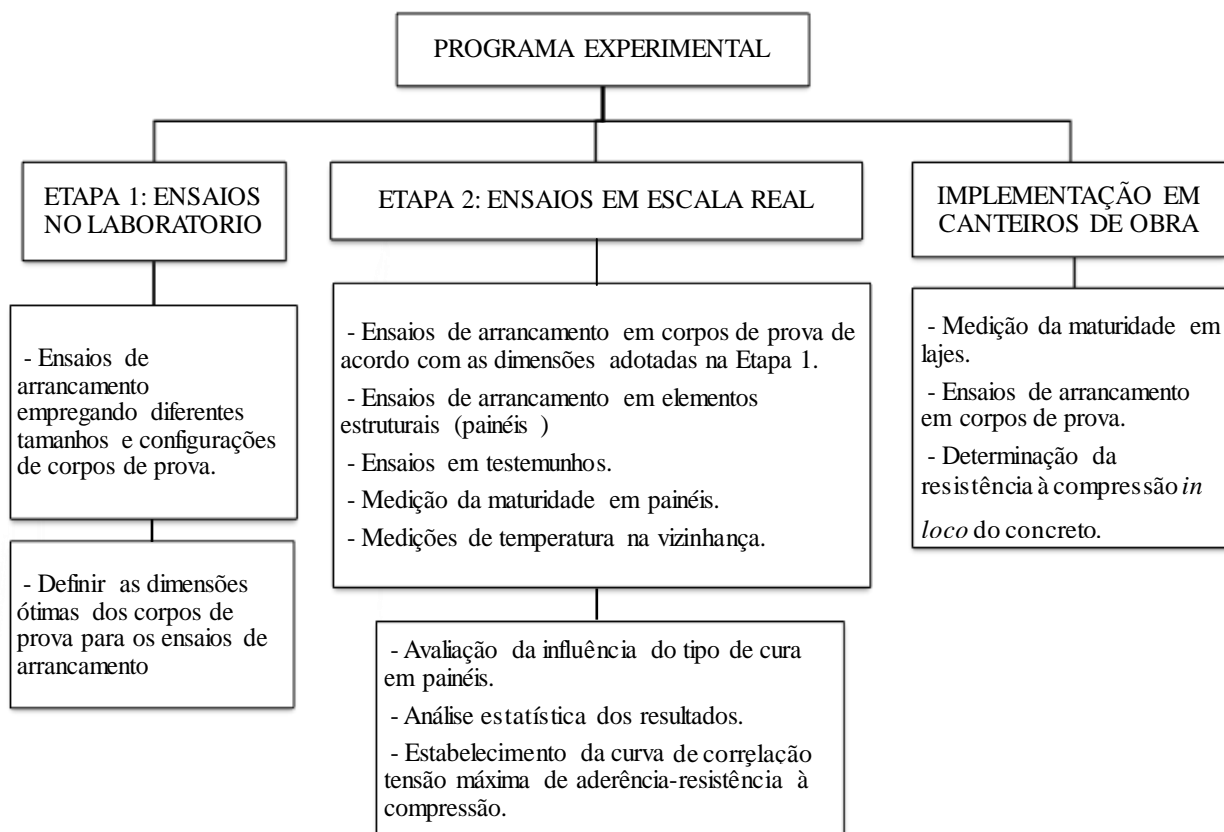 PROGRAMA EXPERIMENTAL
ETAPA 1: ENSAIOS
NO LABORATORIO
- Ensaios de
arrancamento
empregando diferentes
tamanhos e configurações
de corpos de prova.
- Definir as dimensões
ótimas dos corpos de
prova para os ensaios de
arrancamento
ETAPA 2: ENSAIOS EM ESCALA REAL
- Ensaios de arrancamento em corpos de prova de
acordo com as dimensões adotadas na Etapa 1.
- Ensaios de arrancamento em elementos
estruturais (painéis )
- Ensaios em testemunhos.
- Medição da maturidade em painéis.
- Medições de temperatura na vizinhança.
- Avaliação da influência do tipo de cura
em painéis.
- Análise estatística dos resultados.
- Estabelecimento da curva de correlação
tensão máxima de aderência-resistência à
compressão.
IMPLEMENTAÇÃO EM
CANTEIROS DE OBRA
- Medição da maturidade em
lajes.
- Ensaios de arrancamento
em corpos de prova.
- Determinação da
resistência à compressão in
loco do concreto.